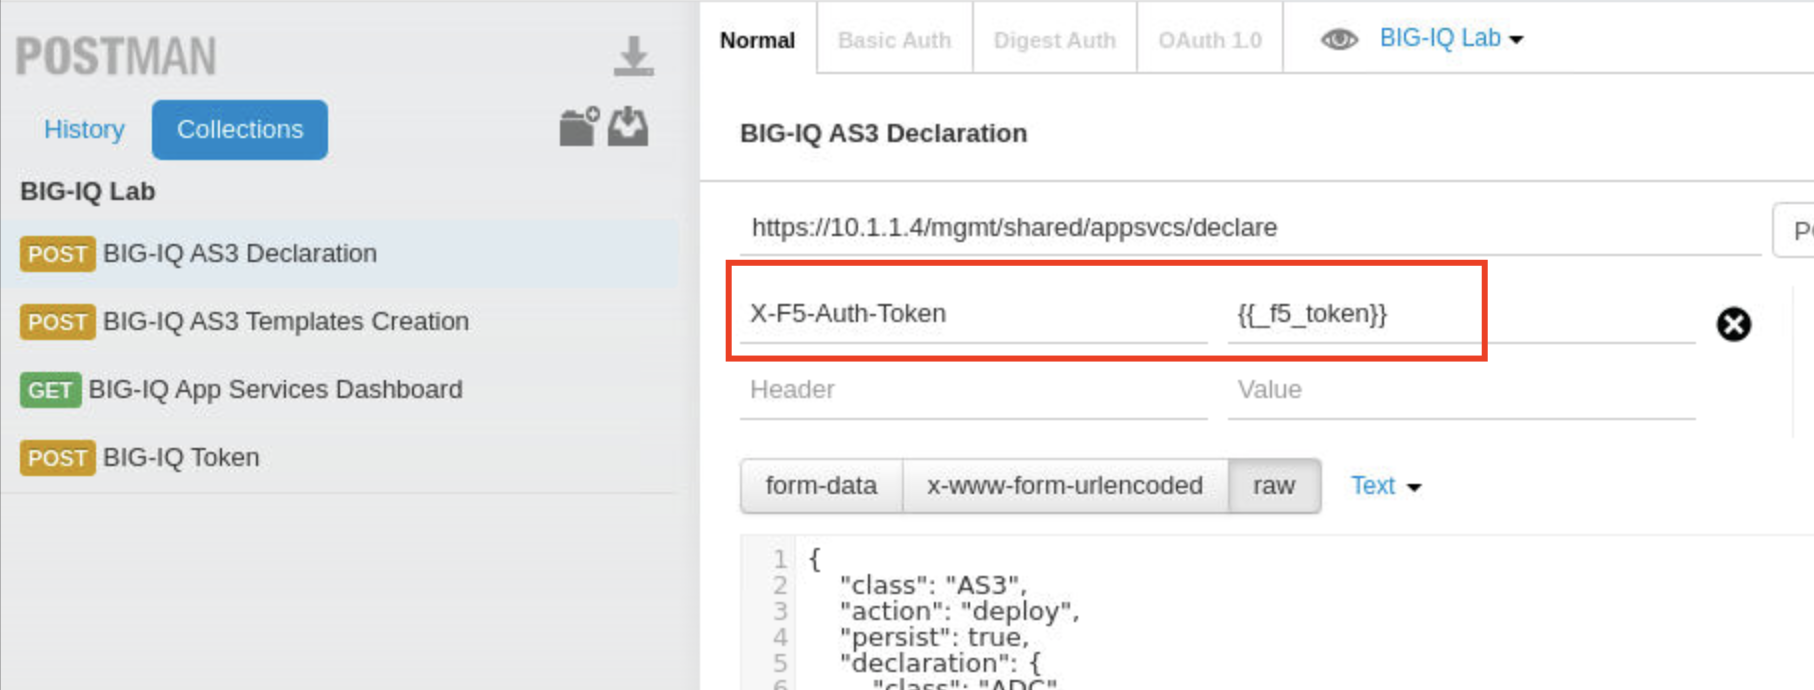 POSTMAN
History Collections
BIG-IQ Lab
POST BIG-IQ AS3 Declaration
POST BIG-IQ AS3 Templates Creation
GET BIG-IQ App Services Dashboard
POST BIG-IQ Token
Normal Basic Auth Digest Auth OAuth 1.0 BIG-IQ Lab
BIG-IQ AS3 Declaration
https://10.1.1.4/mgmt/shared/appsvcs/declare
X-F5-Auth-Token {{_f5_token}}
Header Value
form-data x-www-form-urlencoded raw Text
1 {
2 "class": "AS3",
3 "action": "deploy",
4 "persist": true,
5 "declaration": {
6 "class": "ADC"